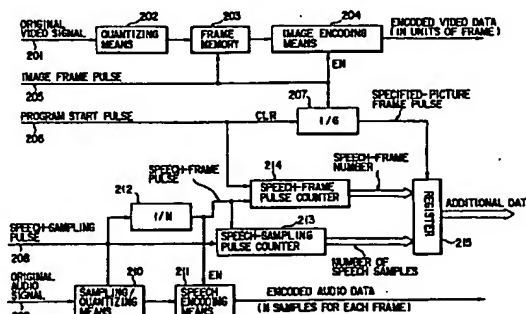 ORIGINAL
VIDEO SIGNAL
201
202
QUANTIZING
MEANS
203
FRAME
MEMORY
204
IMAGE ENCODING
MEANS
ENCODED VIDEO DATA
(IN UNITS OF FRAME)
EN
IMAGE FRAME PULSE
205
207
SPECIFIED-PICTURE
FRAME PULSE
PROGRAM START PULSE
CLR
1/G
206
214
SPEECH-FRAME
NUMBER
SPEECH-FRAME
PULSE
212
SPEECH-FRAME
PULSE COUNTER
1/N
213
REGISTER
ADDITIONAL DAT
SPEECH-SAMPLING
PULSE
SPEECH-SAMPLING
PULSE COUNTER
215
208
NUMBER OF
SPEECH SAMPLES
ORIGINAL
AUDIO
SIGNAL
210
211
EN
SAMPLING/
QUANTIZING
MEANS
SPEECH
ENCODING
MEANS
ENCODED AUDIO DATA
(N SAMPLES FOR EACH FRAME)